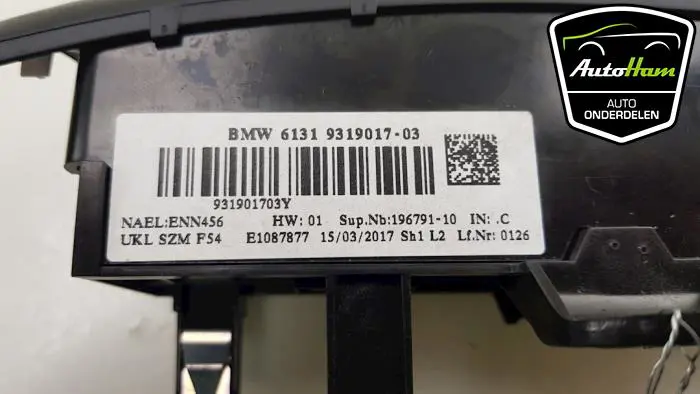 AutoHam
AUTO
ONDERDELEN
BMW 6131 9319017-03
931901703Y
NAEL:ENN456 HW: 01 Sup.Nb:196791-10 IN: .C
UKL SZM F54 E1087877 15/03/2017 Sh1 L2 Lf.Nr: 0126